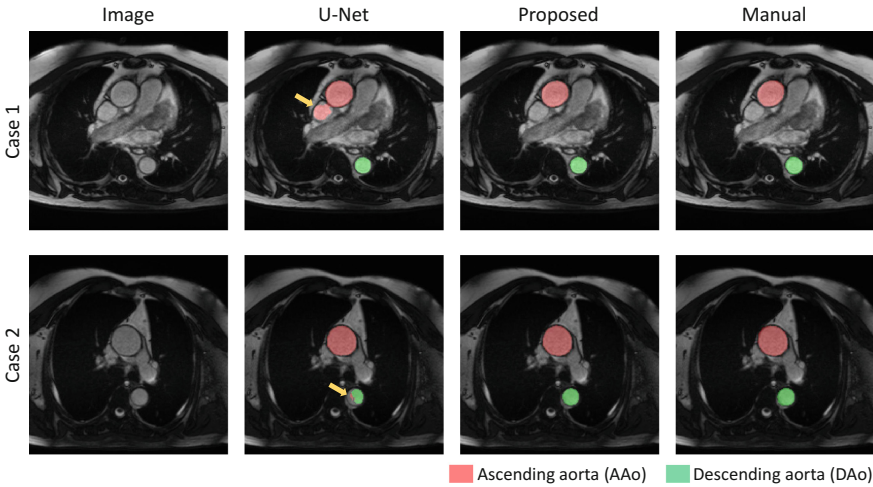 Image U-Net Proposed Manual
Case 1
Case 2
Ascending aorta (AAo) Descending aorta (DAo)